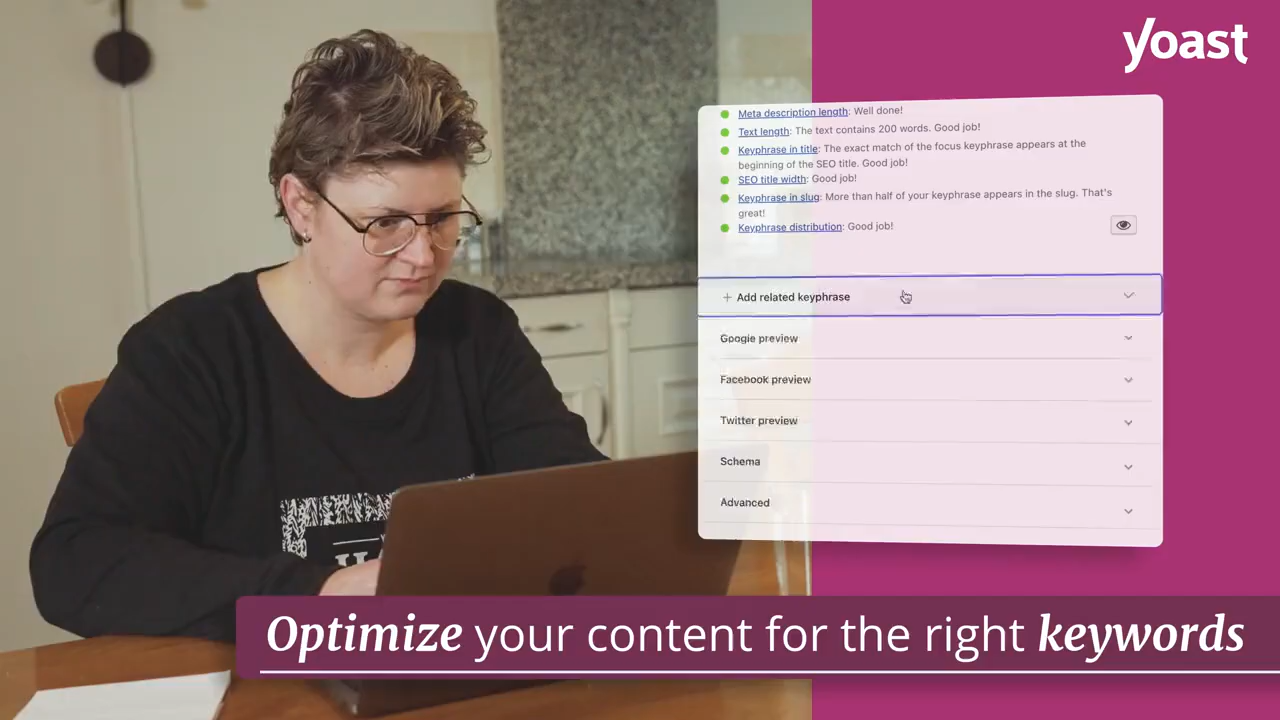 yoast
Meta description length: Well done!
Text length: The text contains 200 words. Good job!
Keyphrase in title: The exact match of the focus keyphrase appears at the
beginning of the SEO title. Good job!
SEO title width: Good job!
Keyphrase in slug: More than half of your keyphrase appears in the slug. That's
great!
Keyphrase distribution: Good job!
+ Add related keyphrase
Google preview
Facebook preview
Twitter preview
Schema
Advanced
Optimize your content for the right keywords